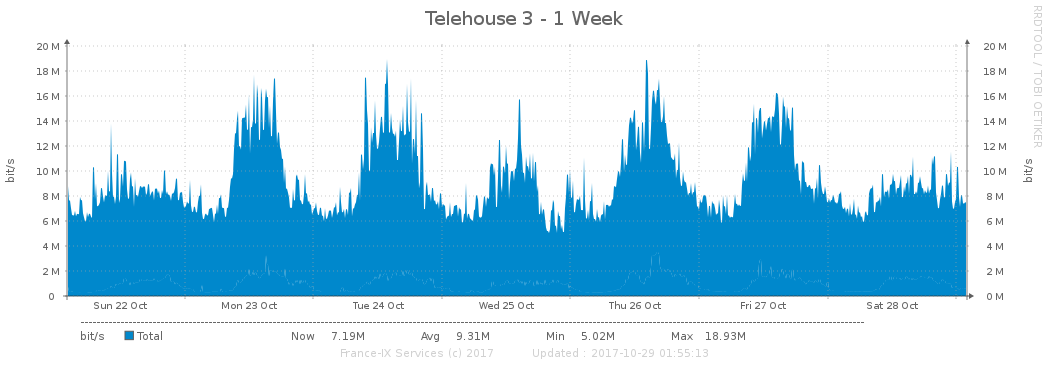 Telehouse 3 - 1 Week
RRDTOOL / TOBI OETIKER
bit/s
20 M 20 M
18 M 18 M
16 M 16 M
14 M 14 M
12 M 12 M
10 M 10 M
8 M 8 M
6 M 6 M
4 M 4 M
2 M 2 M
0 0 M
bit/s
Sun 22 Oct Mon 23 Oct Tue 24 Oct Wed 25 Oct Thu 26 Oct Fri 27 Oct Sat 28 Oct
bit/s Total Now 7.19M Avg 9.31M Min 5.02M Max 18.93M
France-IX Services (c) 2017 Updated : 2017-10-29 01:55:13